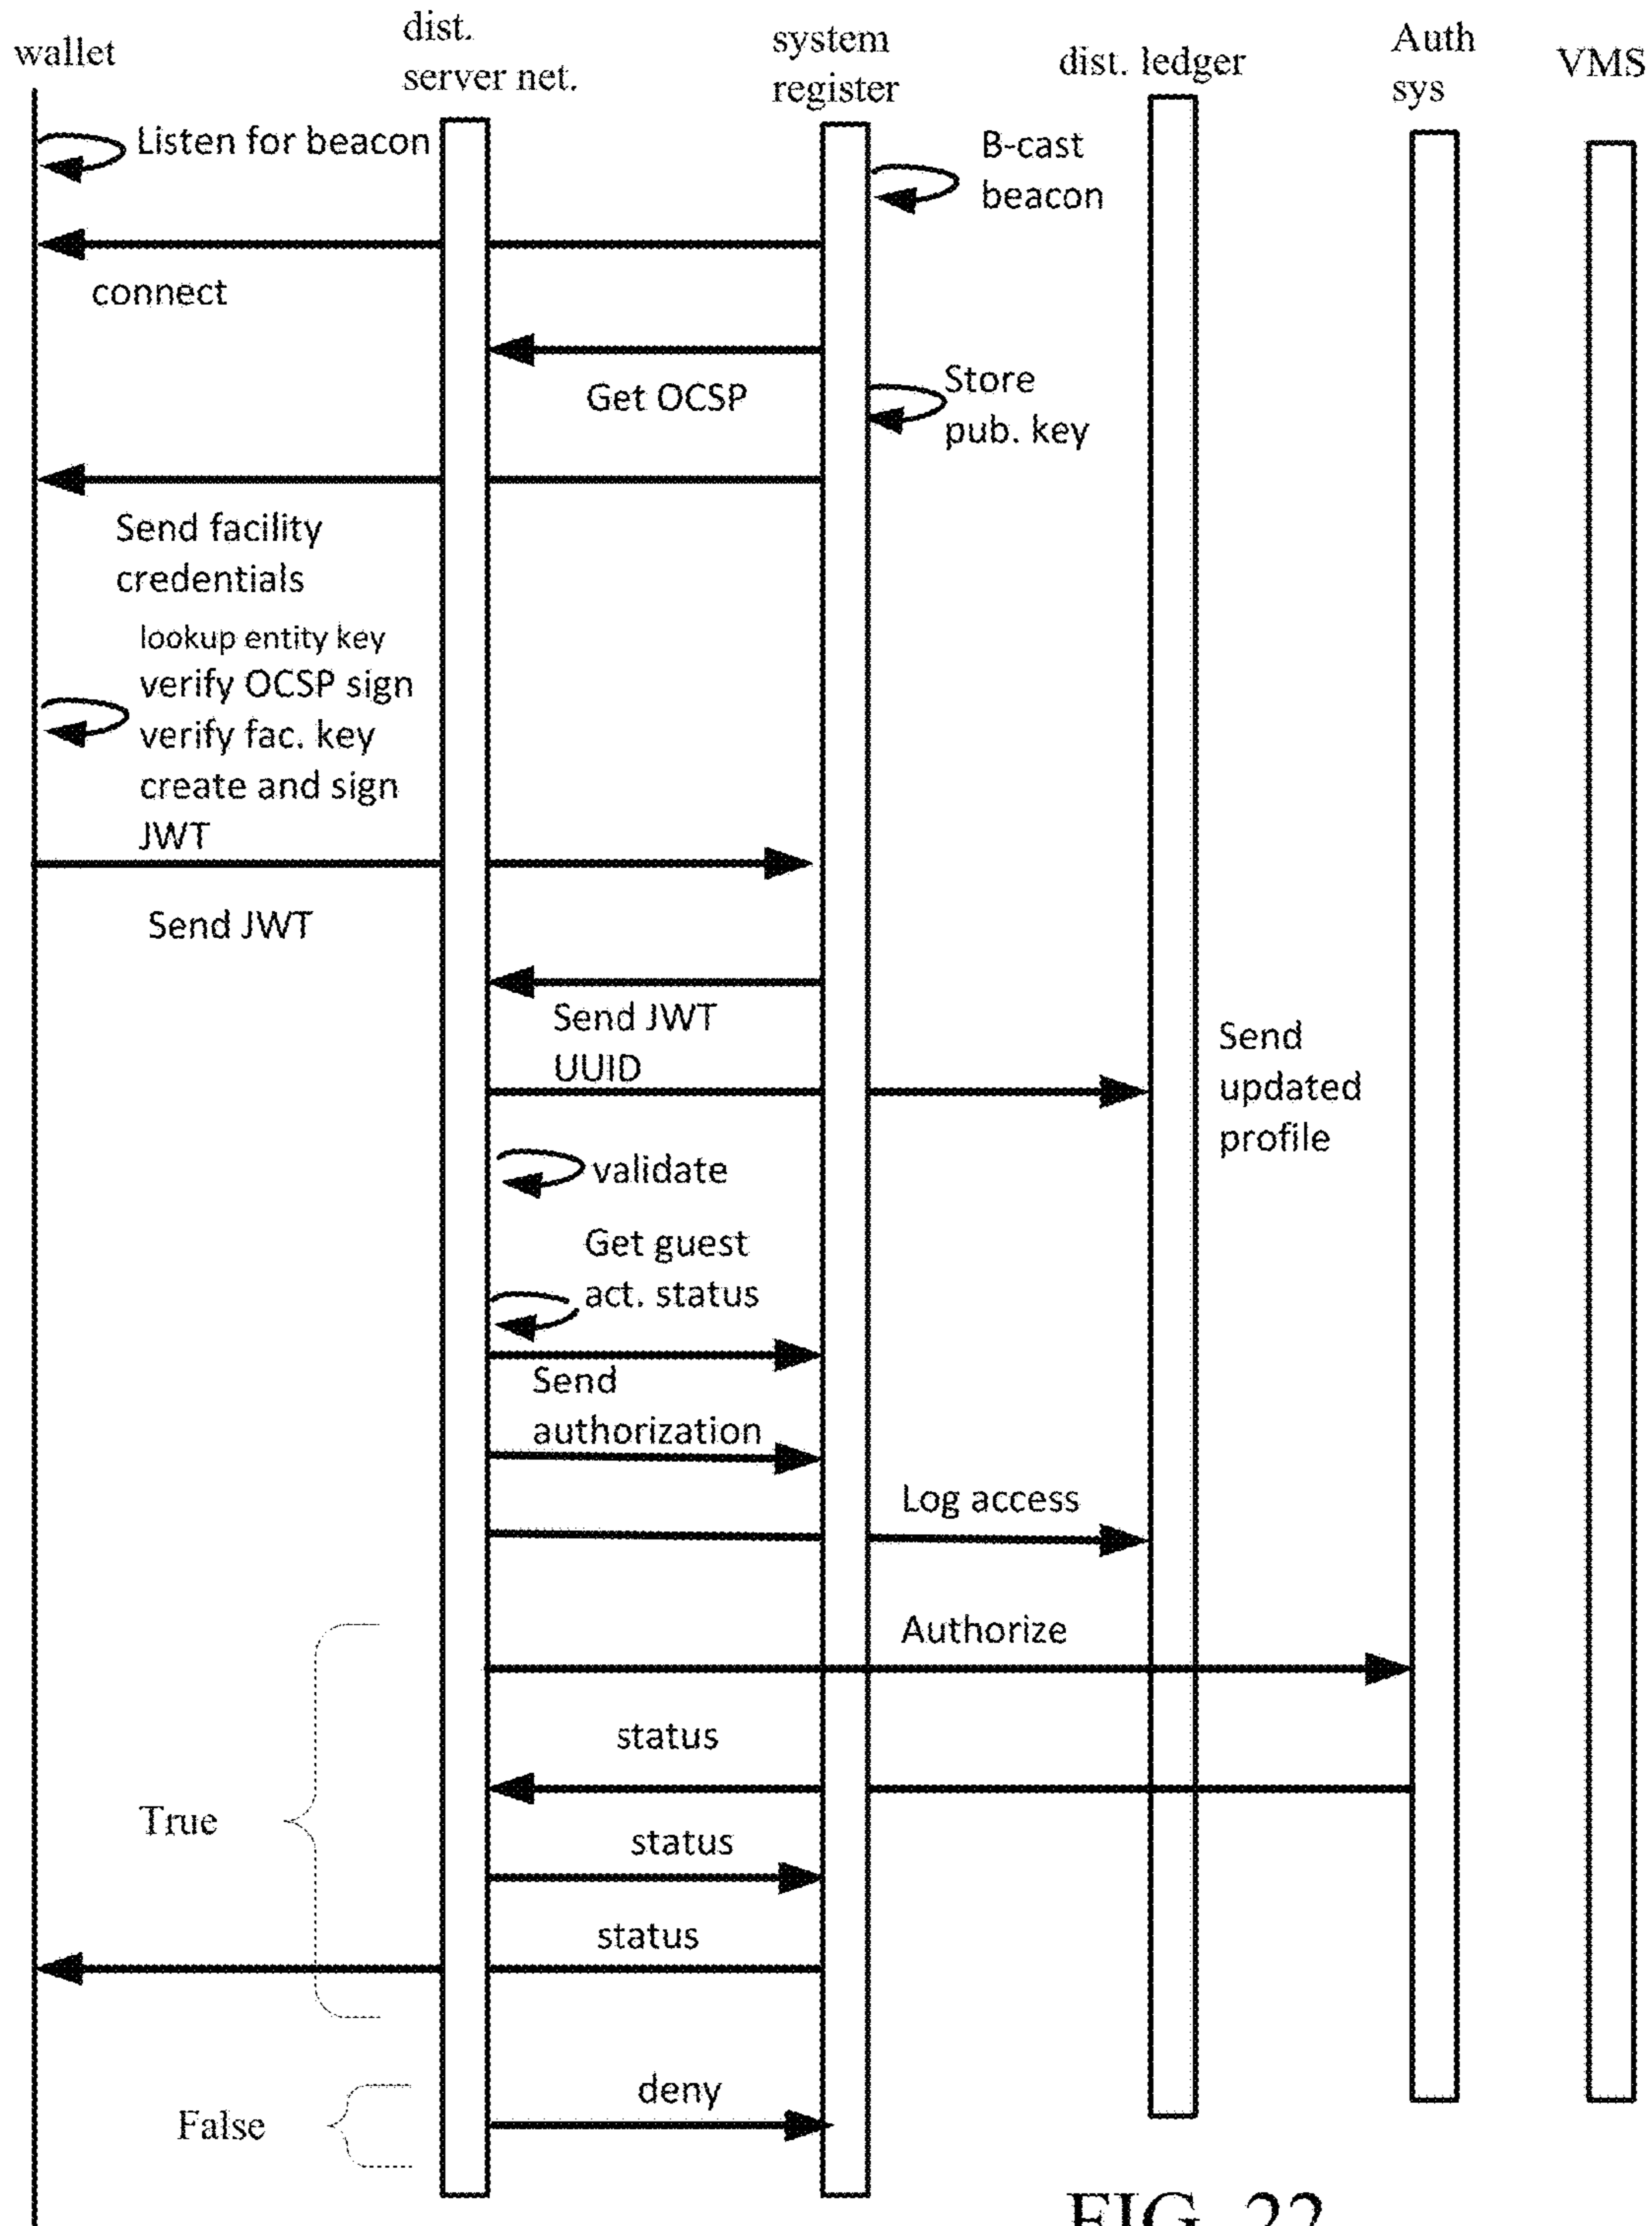 wallet
dist.
server net.
system
register
dist. ledger
Auth
sys
VMS
Listen for beacon
B-cast
beacon
connect
Get OCSP
Store
pub. key
Send facility
credentials
lookup entity key
verify OCSP sign
verify fac. key
create and sign
JWT
Send JWT
Send JWT
UUID
Send
updated
profile
validate
Get guest
act. status
Send
authorization
Log access
Authorize
status
True
status
status
deny
False
FIG. 22